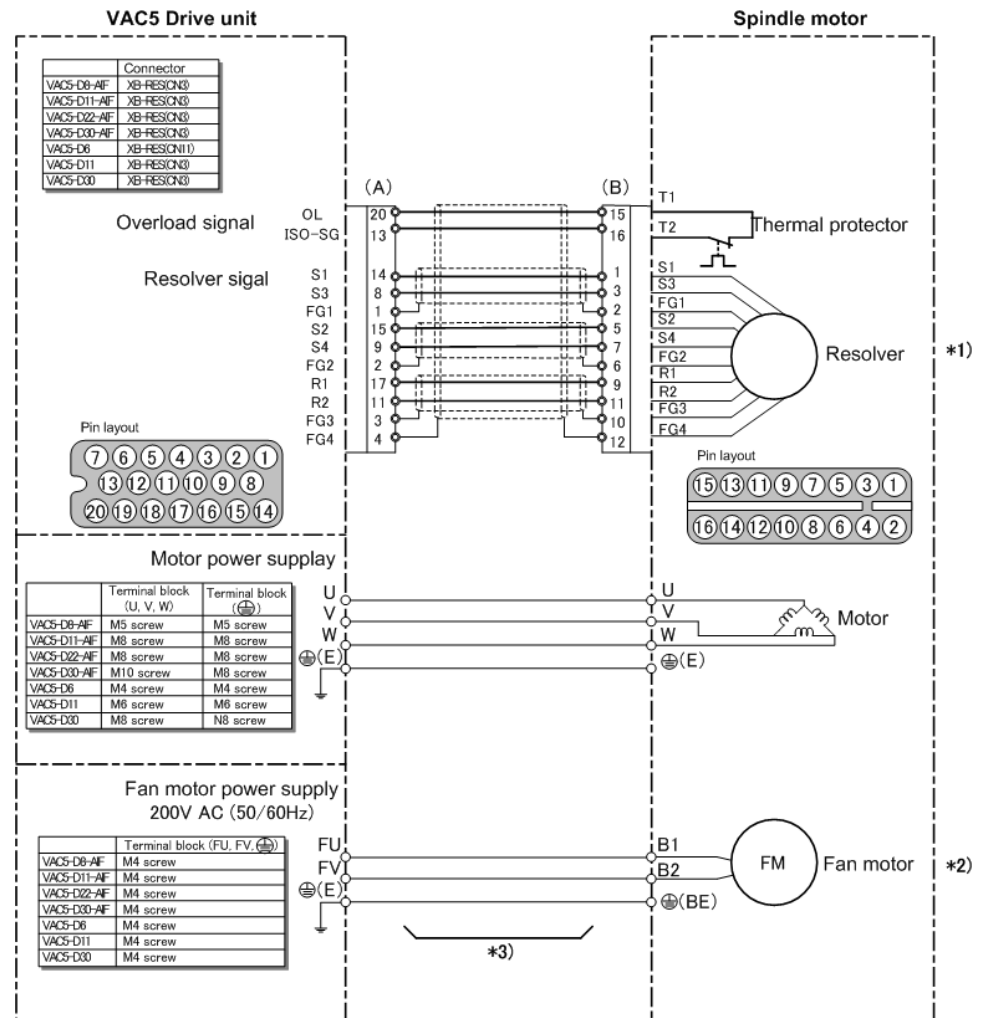 VAC5 Drive unit
Spindle motor
Connector
VAC5-D8-AIF XB-RES(CN3)
VAC5-D11-AIF XB-RES(CN3)
VAC5-D22-AIF XB-RES(CN3)
VAC5-D30-AIF XB-RES(CN3)
VAC5-D6 XB-RES(CN11)
VAC5-D11 XB-RES(CN3)
VAC5-D30 XB-RES(CN3)
(A) (B)
Overload signal
OL 20 15 T1
ISO-SG 13 16 T2
Thermal protector
Resolver sigal
S1 14 1 S1
S3 8 3 S3
FG1 1 2 FG1
S2 15 5 S2
S4 9 7 S4
FG2 2 6 FG2
R1 17 9 R1
R2 11 11 R2
FG3 3 10 FG3
FG4 4 12 FG4
Resolver *1)
Pin layout
7 6 5 4 3 2 1
13 12 11 10 9 8
20 19 18 17 16 15 14
Pin layout
15 13 11 9 7 5 3 1
16 14 12 10 8 6 4 2
Motor power supplay
Terminal block (U, V, W) Terminal block (⏚)
VAC5-D8-AIF M5 screw M5 screw
VAC5-D11-AIF M8 screw M8 screw
VAC5-D22-AIF M8 screw M8 screw
VAC5-D30-AIF M10 screw M8 screw
VAC5-D6 M4 screw M4 screw
VAC5-D11 M6 screw M6 screw
VAC5-D30 M8 screw N8 screw
U U
V V
W W
(E) (E)
Motor
Fan motor power supply
200V AC (50/60Hz)
Terminal block (FU, FV, ⏚)
VAC5-D8-AIF M4 screw
VAC5-D11-AIF M4 screw
VAC5-D22-AIF M4 screw
VAC5-D30-AIF M4 screw
VAC5-D6 M4 screw
VAC5-D11 M4 screw
VAC5-D30 M4 screw
FU B1
FV B2
(E) (BE)
FM Fan motor *2)
*3)